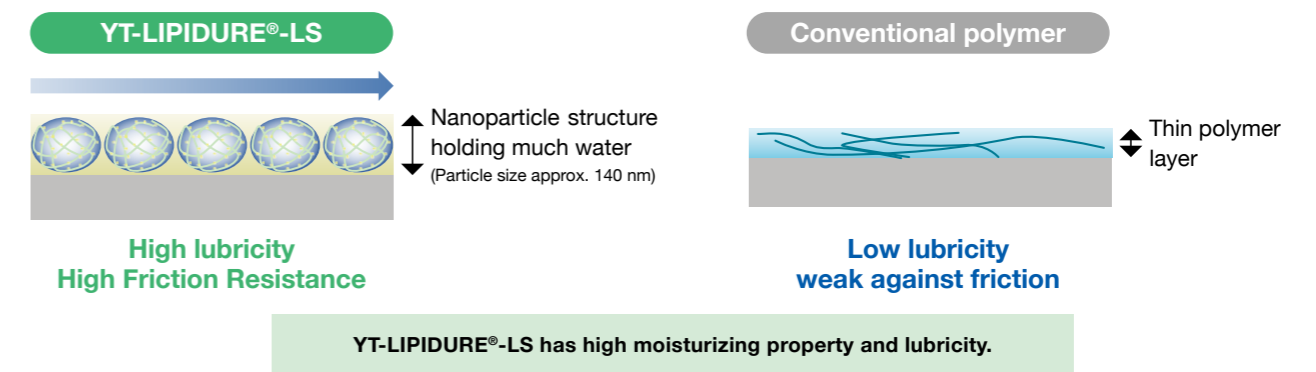 YT-LIPIDURE®-LS
Nanoparticle structure
holding much water
(Particle size approx. 140 nm)
High lubricity
High Friction Resistance
Conventional polymer
Thin polymer
layer
Low lubricity
weak against friction
YT-LIPIDURE®-LS has high moisturizing property and lubricity.